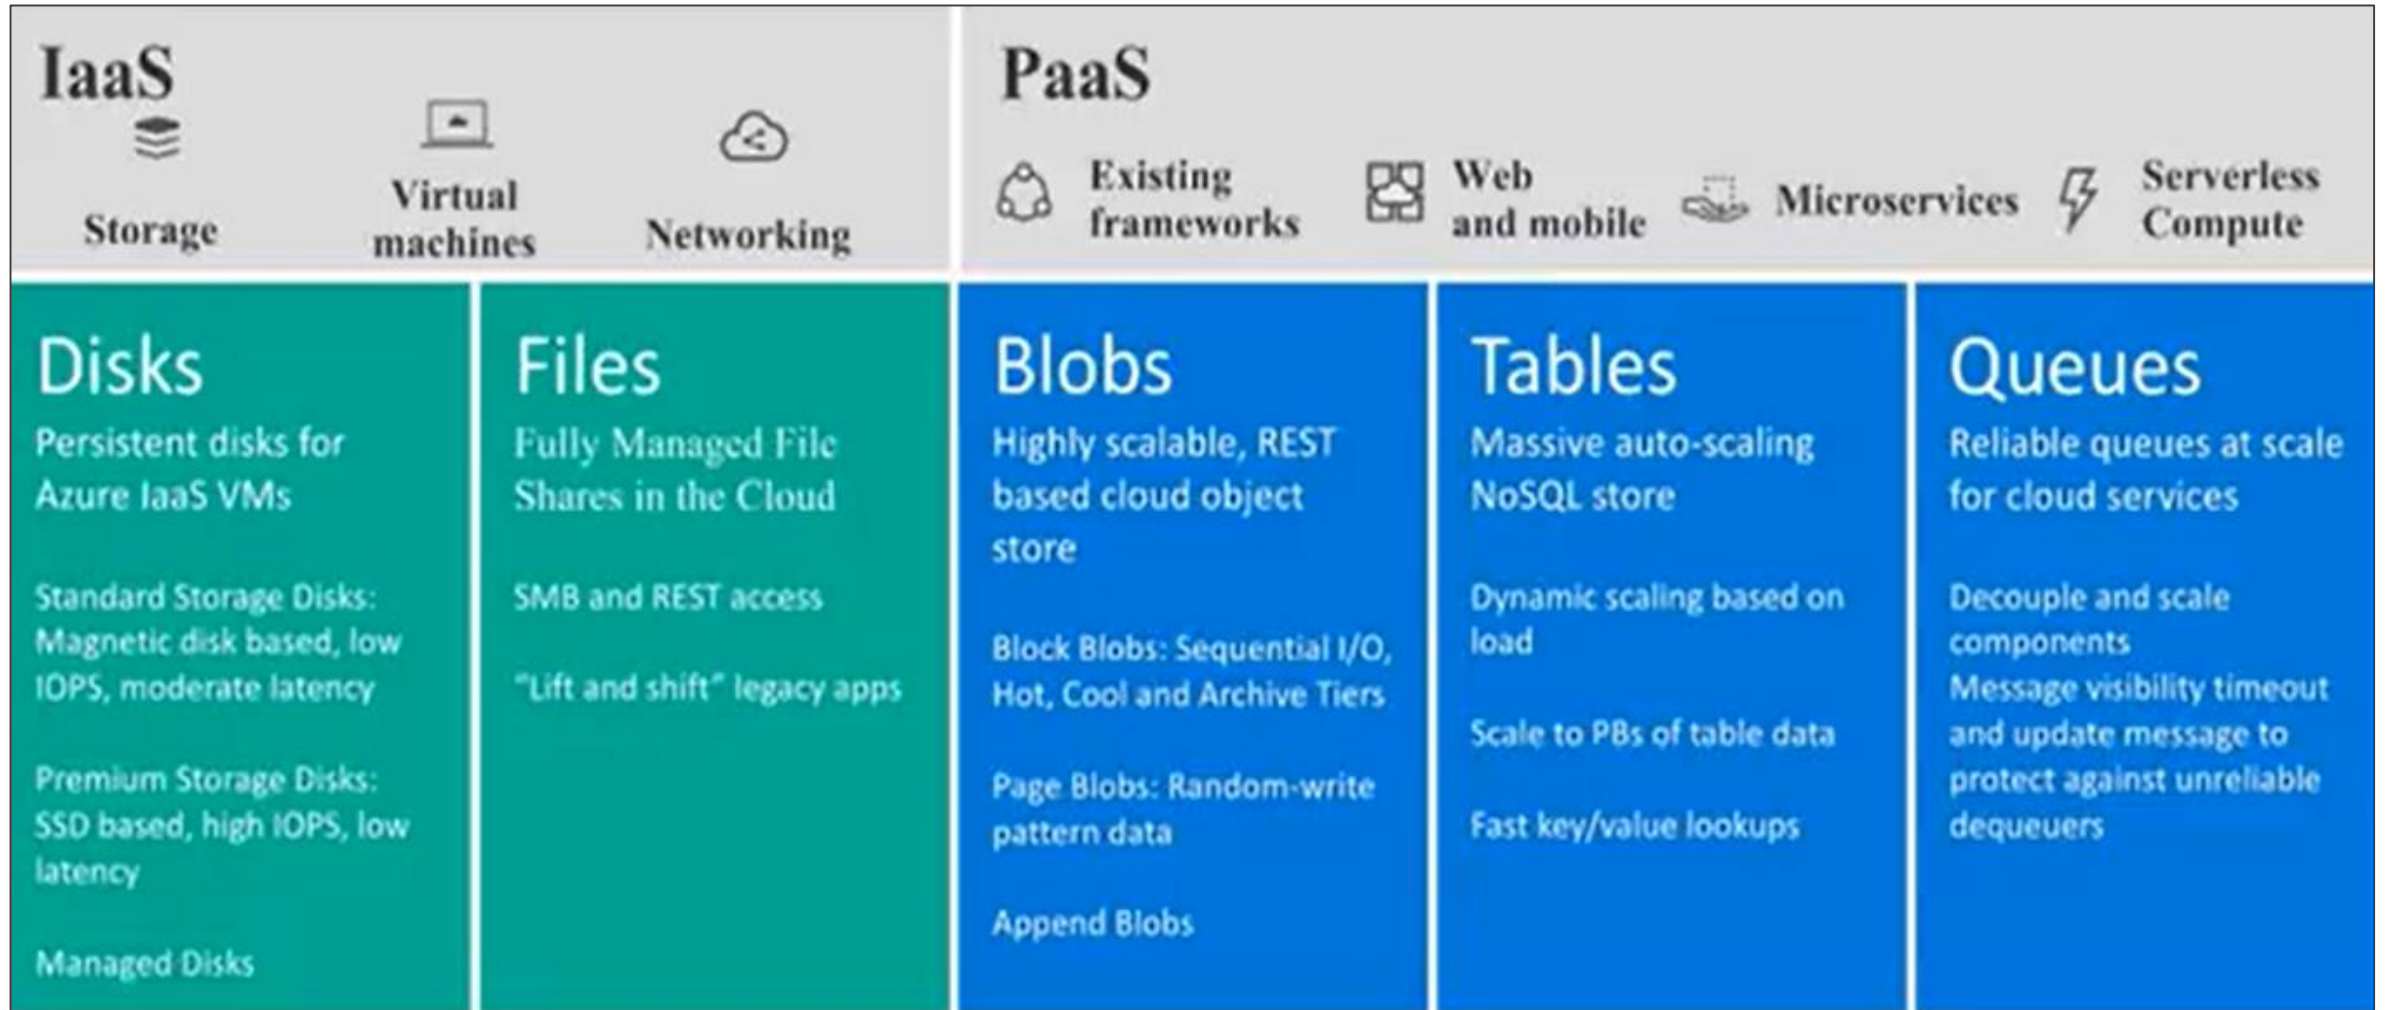 IaaS
Storage
Virtual
machines
Networking
PaaS
Existing
frameworks
Web
and mobile
Microservices
Serverless
Compute
Disks
Persistent disks for
Azure IaaS VMs
Standard Storage Disks:
Magnetic disk based, low
IOPS, moderate latency
Premium Storage Disks:
SSD based, high IOPS, low
latency
Managed Disks
Files
Fully Managed File
Shares in the Cloud
SMB and REST access
"Lift and shift" legacy apps
Blobs
Highly scalable, REST
based cloud object
store
Block Blobs: Sequential I/O,
Hot, Cool and Archive Tiers
Page Blobs: Random-write
pattern data
Append Blobs
Tables
Massive auto-scaling
NoSQL store
Dynamic scaling based on
load
Scale to PBs of table data
Fast key/value lookups
Queues
Reliable queues at scale
for cloud services
Decouple and scale
components
Message visibility timeout
and update message to
protect against unreliable
dequeuers